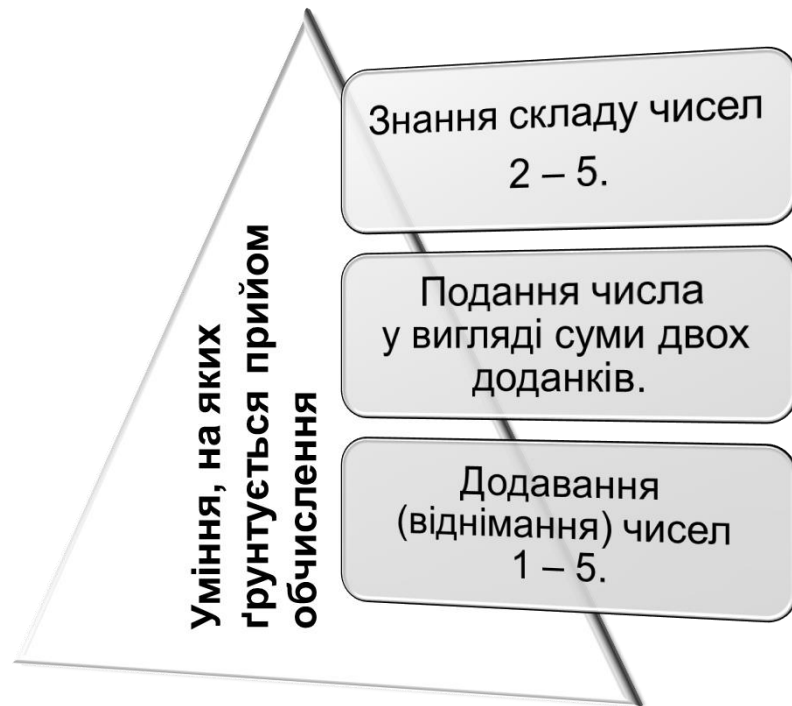 Уміння, на яких
ґрунтується прийом
обчислення
Знання складу чисел
2 – 5.
Подання числа
у вигляді суми двох
доданків.
Додавання
(віднімання) чисел
1 – 5.